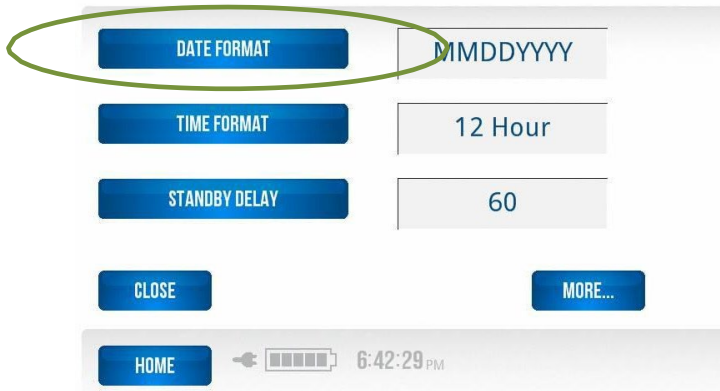 DATE FORMAT MMDDYYYY
TIME FORMAT 12 Hour
STANDBY DELAY 60
CLOSE MORE...
HOME 6:42:29 PM